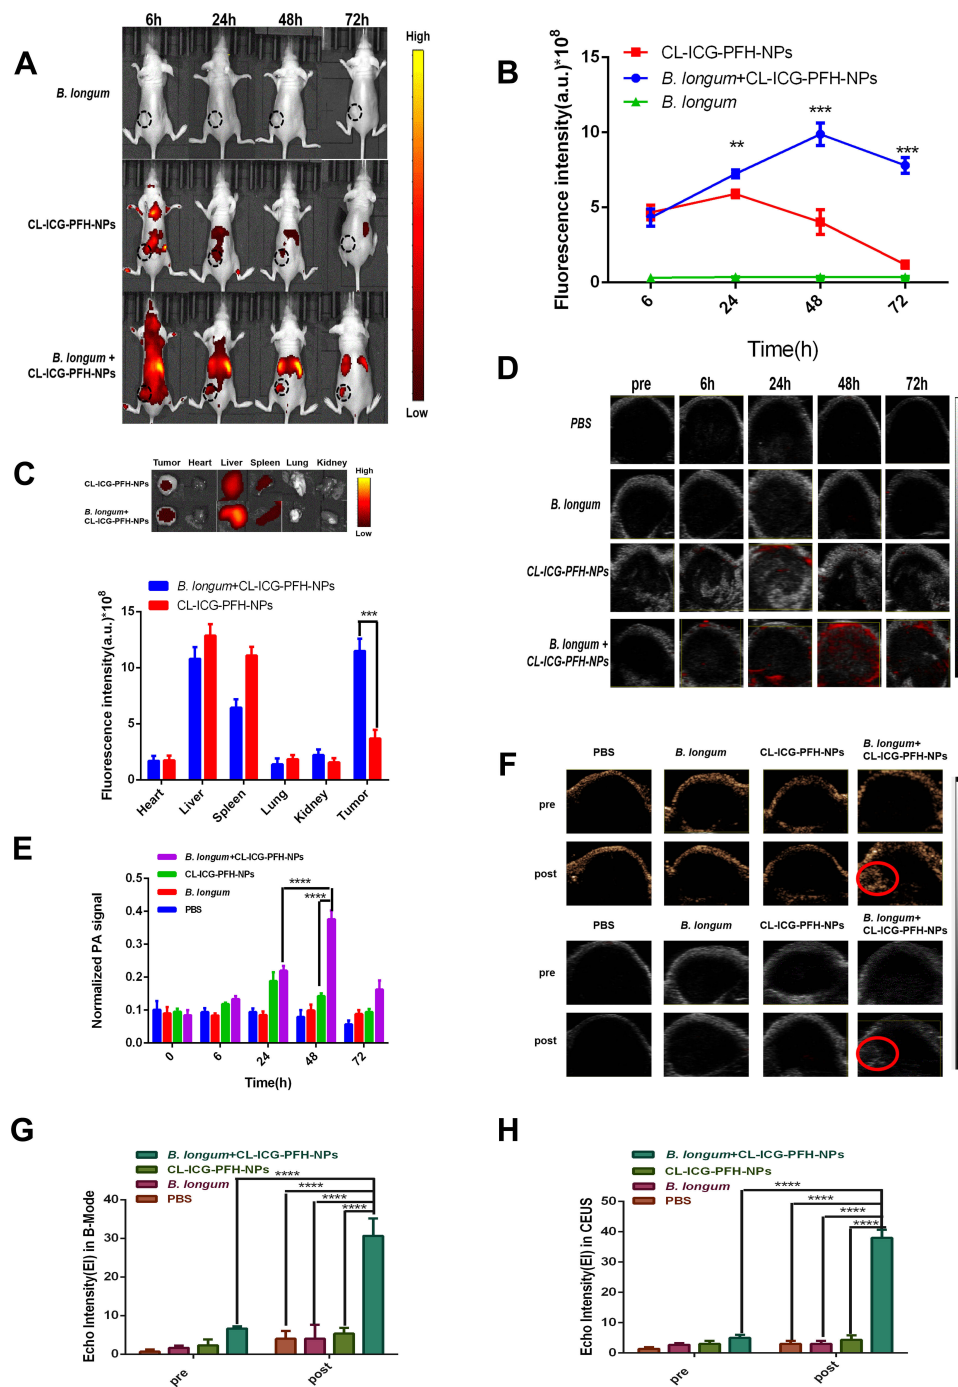 A
6h 24h 48h 72h
B. longum
CL-ICG-PFH-NPs
B. longum +
CL-ICG-PFH-NPs
High
Low
B
CL-ICG-PFH-NPs
B. longum+CL-ICG-PFH-NPs
B. longum
Fluorescence intensity(a.u.)*10⁸
15
10
5
0
** *** ***
6 24 48 72
Time(h)
C
Tumor Heart Liver Spleen Lung Kidney
CL-ICG-PFH-NPs
B. longum+
CL-ICG-PFH-NPs
High
Low
B. longum+CL-ICG-PFH-NPs
CL-ICG-PFH-NPs
Fluorescence intensity(a.u.)*10⁸
15
10
5
0
***
Heart Liver Spleen Lung Kidney Tumor
D
pre 6h 24h 48h 72h
PBS
B. longum
CL-ICG-PFH-NPs
B. longum +
CL-ICG-PFH-NPs
E
B. longum+CL-ICG-PFH-NPs
CL-ICG-PFH-NPs
B. longum
PBS
Normalized PA signal
0.5
0.4
0.3
0.2
0.1
0.0
****
****
0 6 24 48 72
Time(h)
F
PBS B. longum CL-ICG-PFH-NPs B. longum+
CL-ICG-PFH-NPs
pre
post
PBS B. longum CL-ICG-PFH-NPs B. longum+
CL-ICG-PFH-NPs
pre
post
G
B. longum+CL-ICG-PFH-NPs
CL-ICG-PFH-NPs
B. longum
PBS
Echo Intensity(EI) in B-Mode
40
30
20
10
0
****
****
****
****
pre post
H
B. longum+CL-ICG-PFH-NPs
CL-ICG-PFH-NPs
B. longum
PBS
Echo Intensity(EI) in CEUS
50
40
30
20
10
0
****
****
****
****
pre post